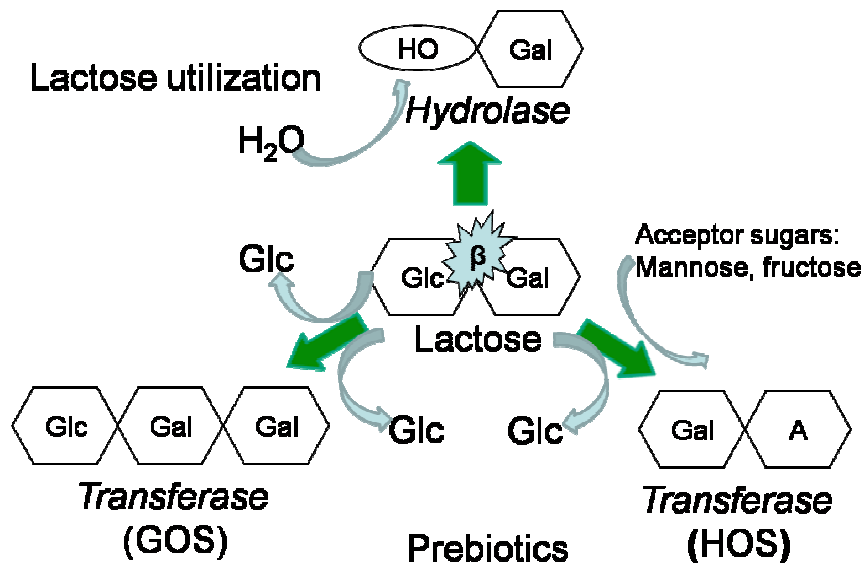 HO Gal
Lactose utilization
Hydrolase
H₂O
Glc
Glc β Gal
Lactose
Acceptor sugars:
Mannose, fructose
Glc Gal Gal
Glc Glc
Gal A
Transferase
(GOS)
Transferase
(HOS)
Prebiotics